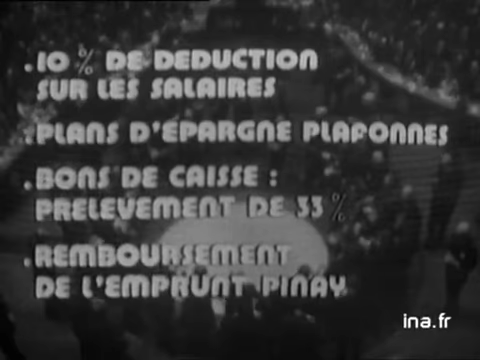 .10 % DE DEDUCTION
SUR LES SALAIRES
.PLANS D'EPARGNE PLAFONNES
.BONS DE CAISSE :
PRELEVEMENT DE 33 %
.REMBOURSEMENT
DE L'EMPRUNT PINAY
ina.fr